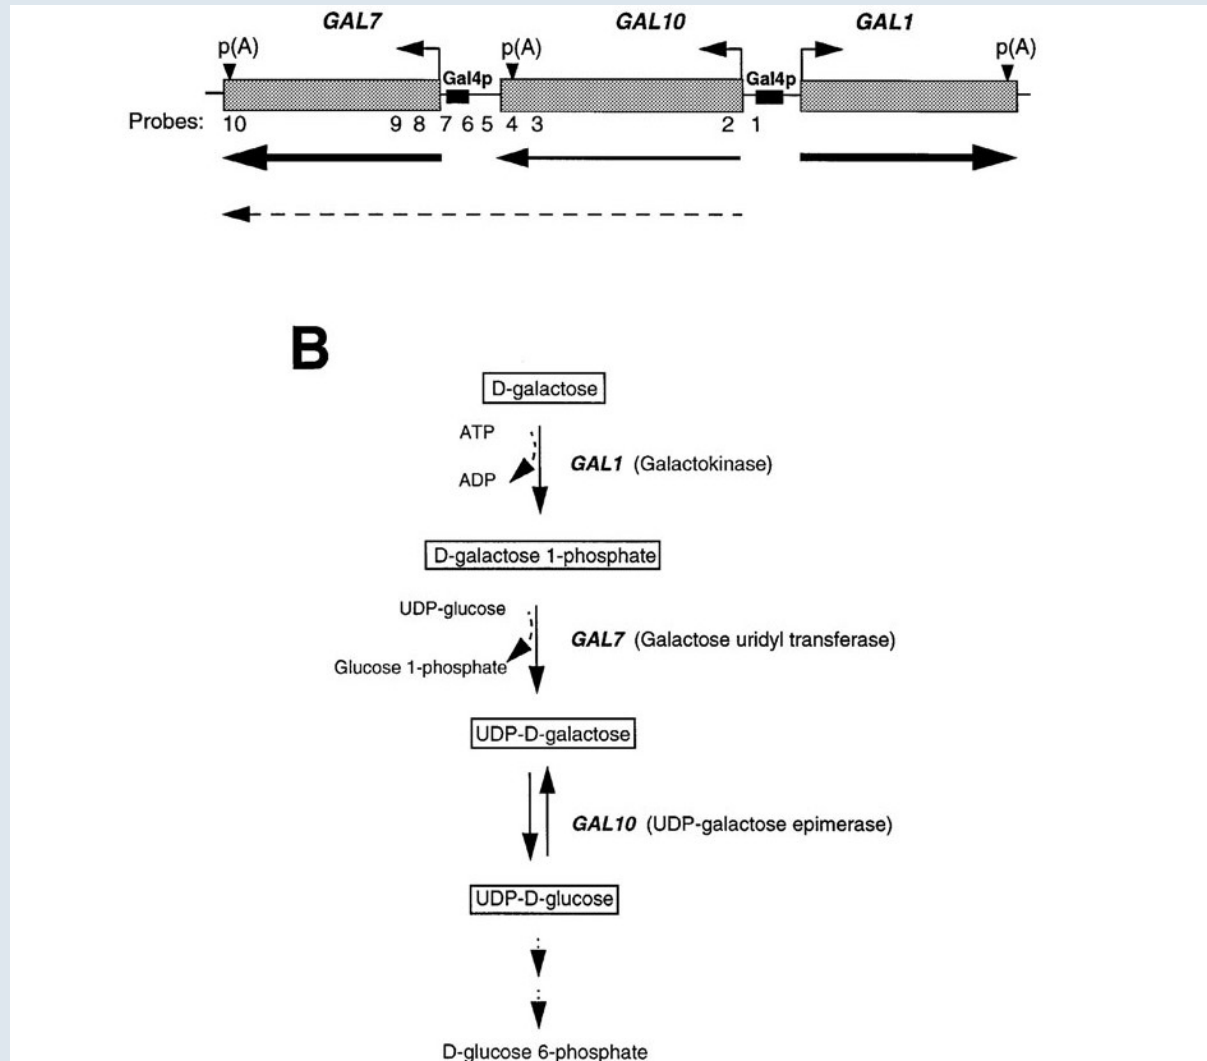 GAL7 GAL10 GAL1
p(A) p(A) p(A)
Gal4p Gal4p
Probes: 10 9 8 7 6 5 4 3 2 1
B
D-galactose
ATP
GAL1 (Galactokinase)
ADP
D-galactose 1-phosphate
UDP-glucose
GAL7 (Galactose uridyl transferase)
Glucose 1-phosphate
UDP-D-galactose
GAL10 (UDP-galactose epimerase)
UDP-D-glucose
D-glucose 6-phosphate